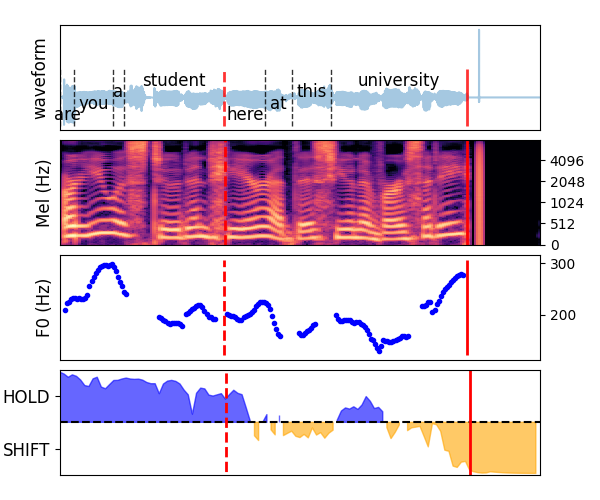 waveform
are you a student here at this university
Mel (Hz)
4096
2048
1024
512
0
F0 (Hz)
300
200
HOLD
SHIFT